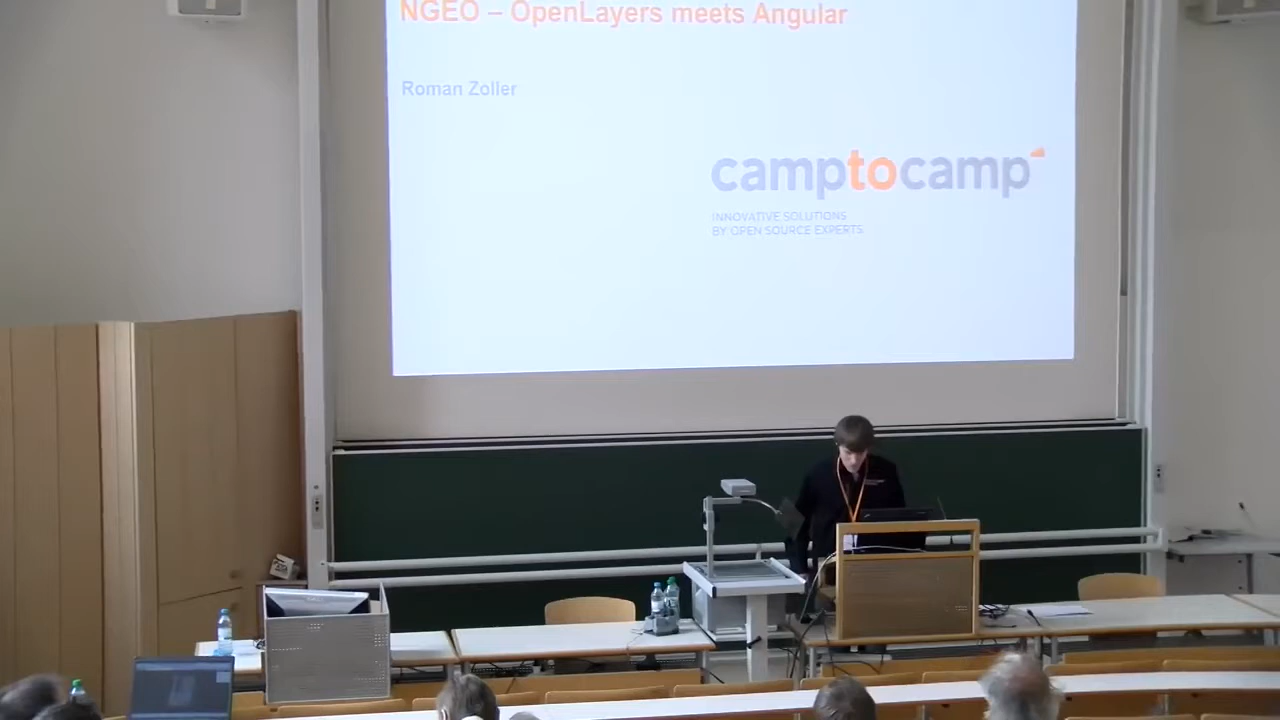 NGEO – OpenLayers meets Angular
Roman Zoller
camptocamp
INNOVATIVE SOLUTIONS
BY OPEN SOURCE EXPERTS